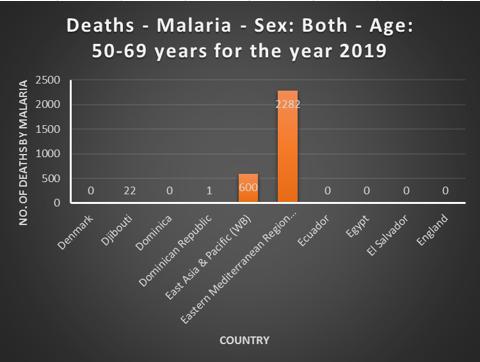 Deaths - Malaria - Sex: Both - Age:
50-69 years for the year 2019
NO. OF DEATHS BY MALARIA
2500
2000
1500
1000
500
0
0
22
0
1
600
2282
0
0
0
0
Denmark
Djibouti
Dominica
Dominican Republic
East Asia & Pacific (WB)
Eastern Mediterranean Region...
Ecuador
Egypt
El Salvador
England
COUNTRY